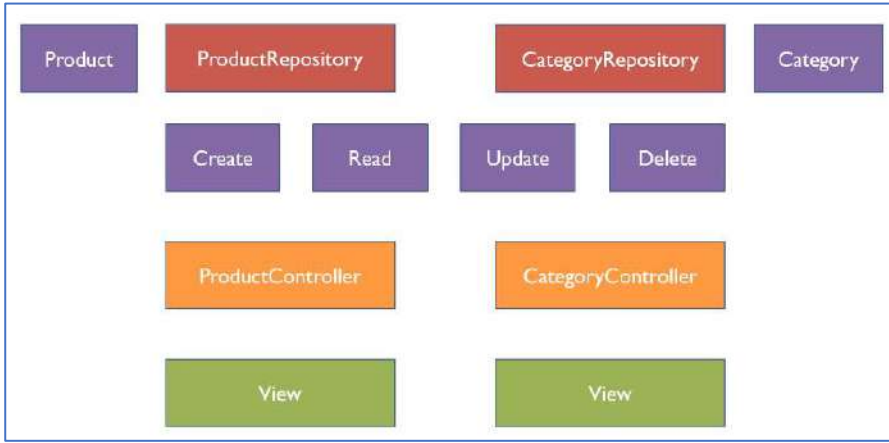 Product
ProductRepository
CategoryRepository
Category
Create
Read
Update
Delete
ProductController
CategoryController
View
View